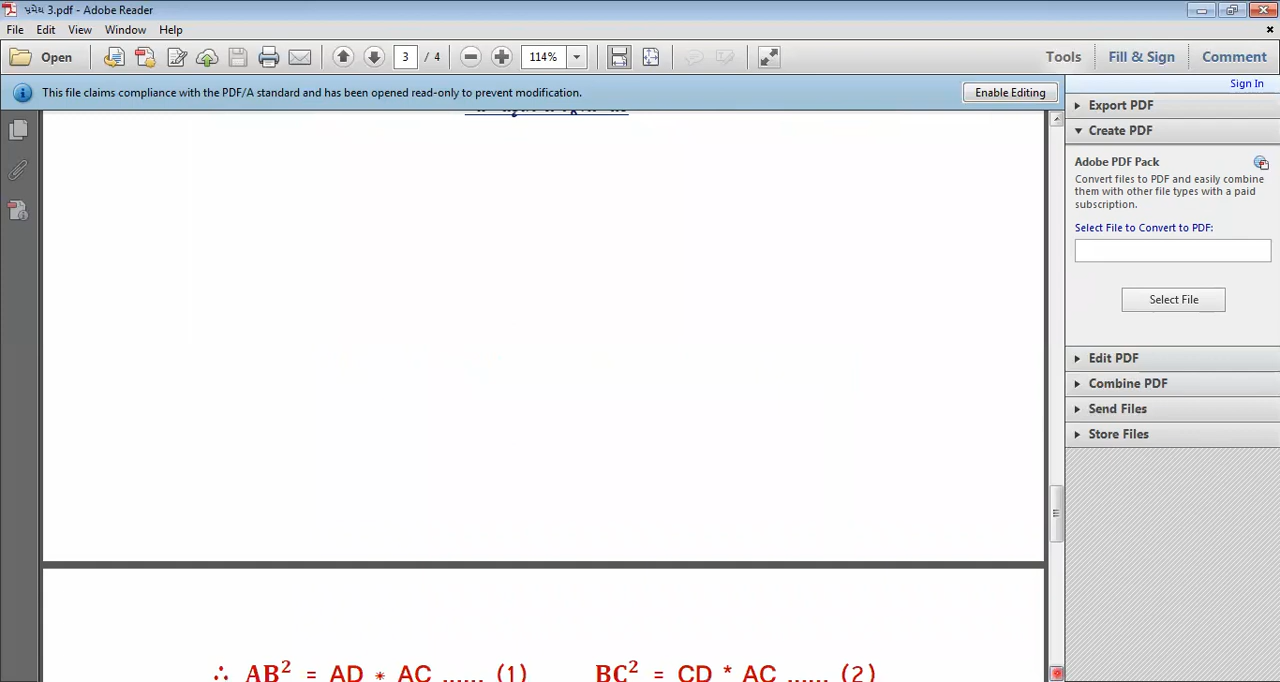 પ્રમેય 3.pdf - Adobe Reader
File Edit View Window Help
Open 3 / 4 114% Tools Fill & Sign Comment
This file claims compliance with the PDF/A standard and has been opened read-only to prevent modification. Enable Editing
Sign In
Export PDF
Create PDF
Adobe PDF Pack
Convert files to PDF and easily combine
them with other file types with a paid
subscription.
Select File to Convert to PDF:
Select File
Edit PDF
Combine PDF
Send Files
Store Files
∴ AB² = AD * AC ...... (1) BC² = CD * AC ...... (2)